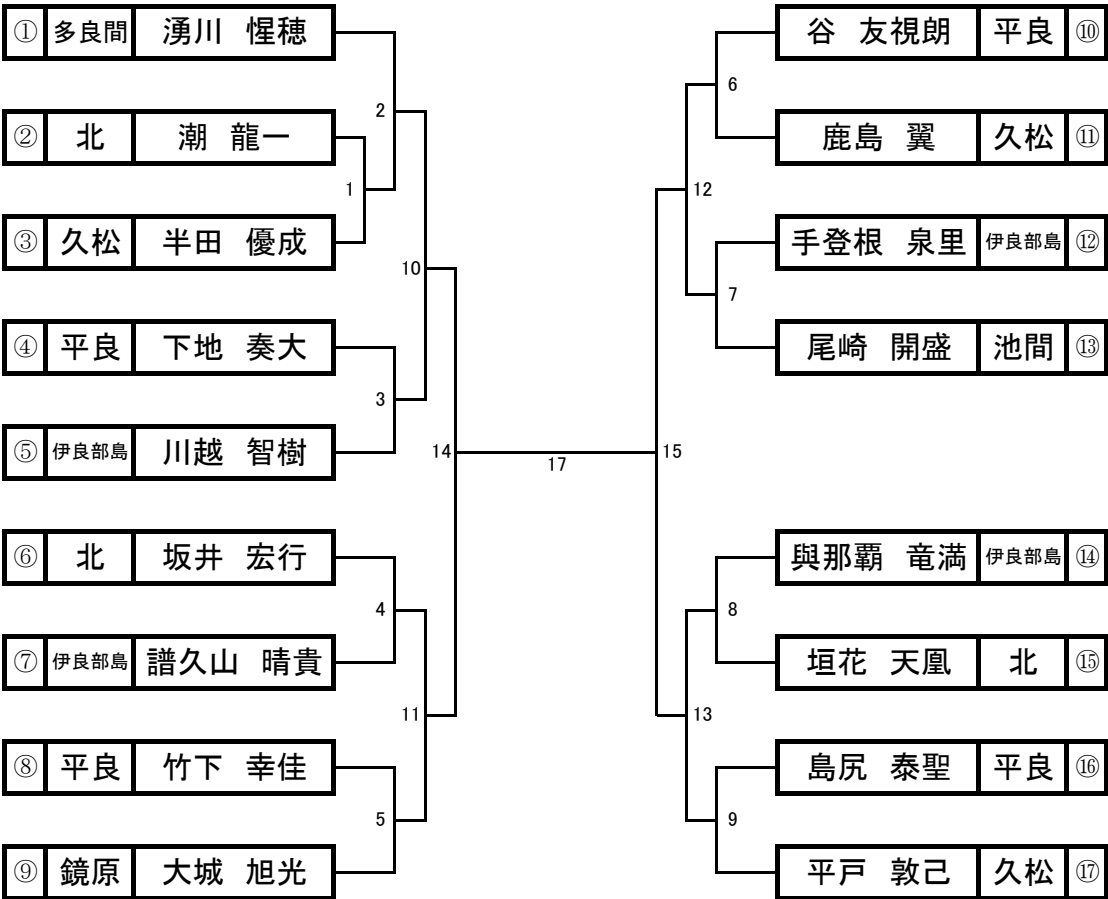 ① 多良間 湧川 惺穂
2
② 北 潮 龍一
1
③ 久松 半田 優成
10
④ 平良 下地 奏大
3
⑤ 伊良部島 川越 智樹
14
⑥ 北 坂井 宏行
4
⑦ 伊良部島 譜久山 晴貴
11
⑧ 平良 竹下 幸佳
5
⑨ 鏡原 大城 旭光
17
谷 友視朗 平良 ⑩
6
鹿島 翼 久松 ⑪
12
手登根 泉里 伊良部島 ⑫
7
尾崎 開盛 池間 ⑬
15
與那覇 竜満 伊良部島 ⑭
8
垣花 天凰 北 ⑮
13
島尻 泰聖 平良 ⑯
9
平戸 敦己 久松 ⑰